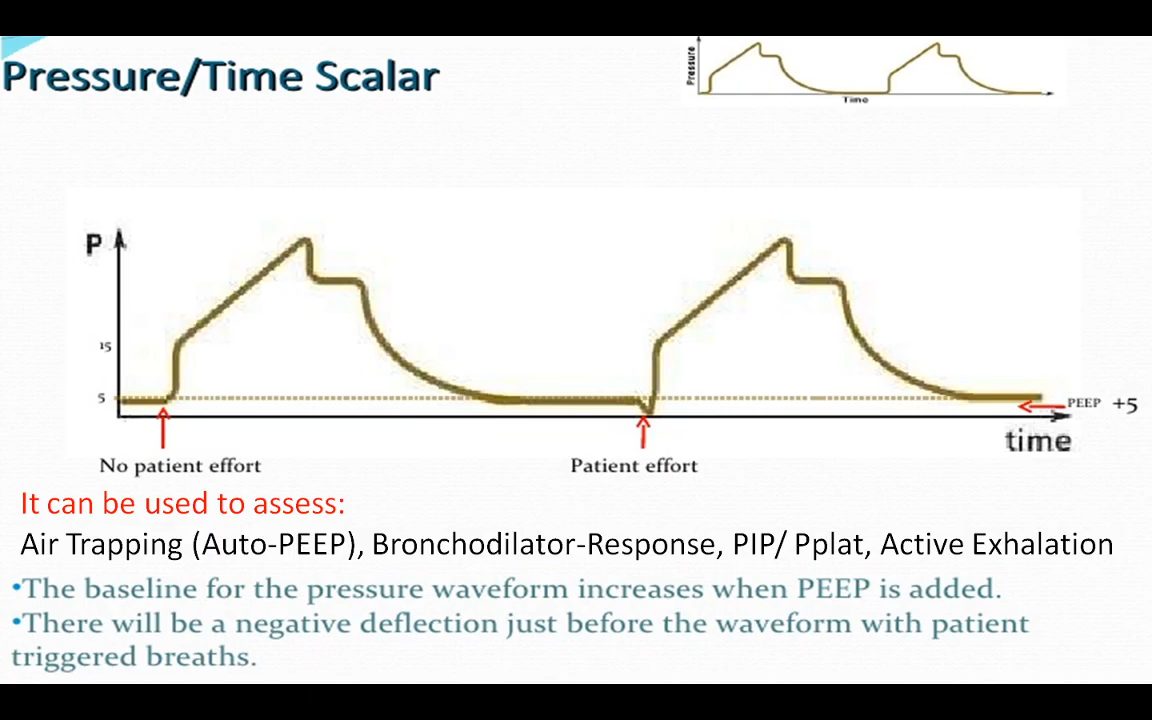 Pressure/Time Scalar
Pressure
Time
P
15
5
PEEP +5
time
No patient effort
Patient effort
It can be used to assess:
Air Trapping (Auto-PEEP), Bronchodilator-Response, PIP/ Pplat, Active Exhalation
•The baseline for the pressure waveform increases when PEEP is added.
•There will be a negative deflection just before the waveform with patient
triggered breaths.